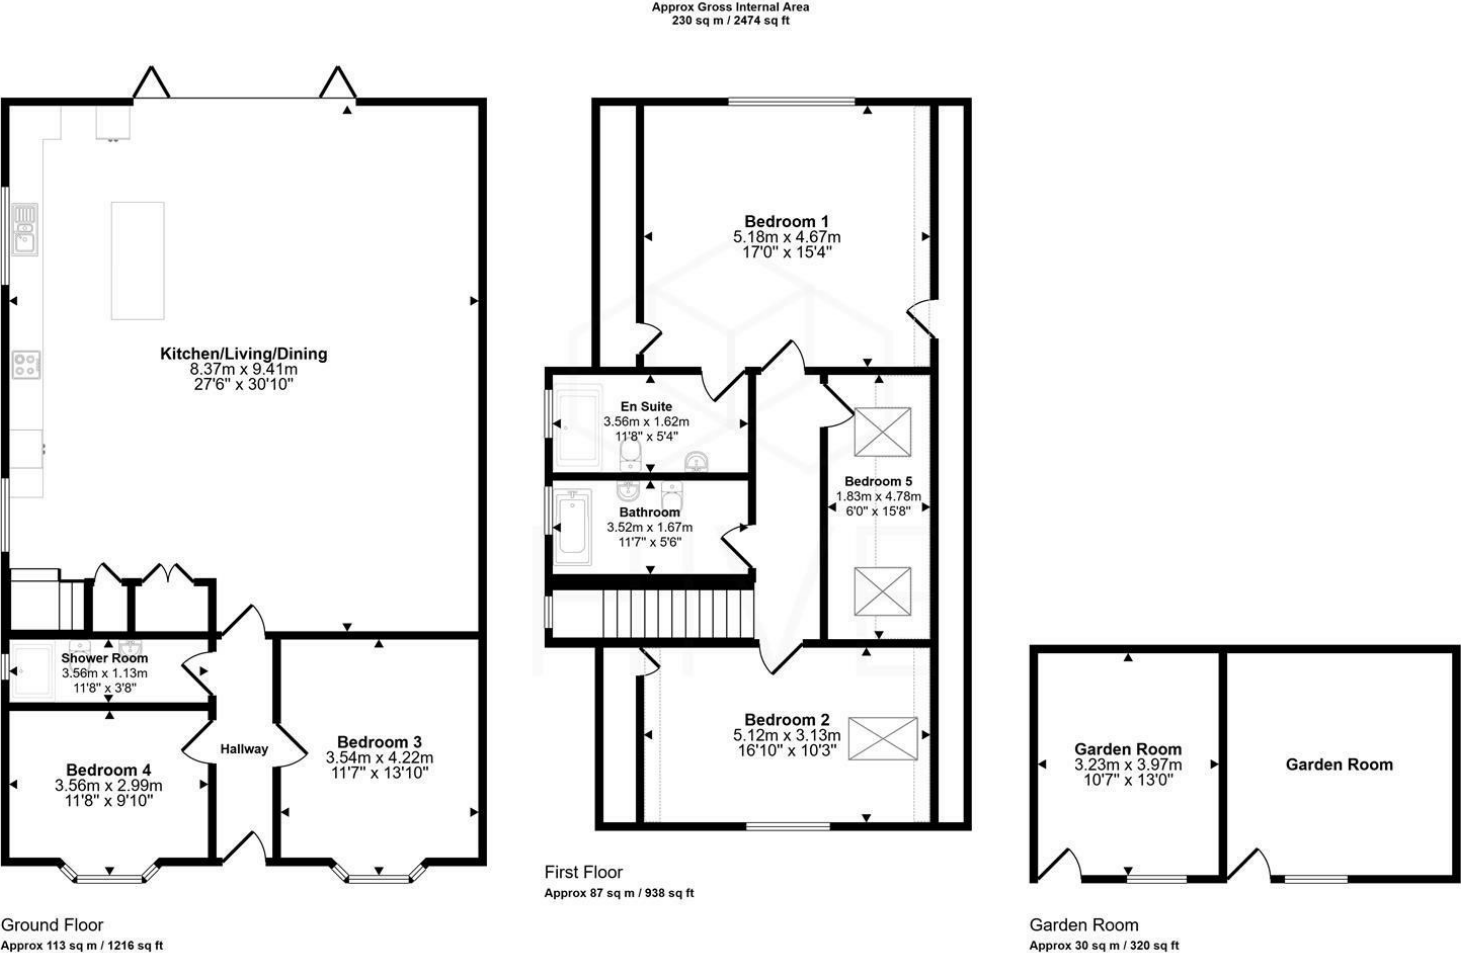 Approx Gross Internal Area
230 sq m / 2474 sq ft
Kitchen/Living/Dining
8.37m x 9.41m
27'6" x 30'10"
Shower Room
3.56m x 1.13m
11'8" x 3'8"
Hallway
Bedroom 4
3.56m x 2.99m
11'8" x 9'10"
Bedroom 3
3.54m x 4.22m
11'7" x 13'10"
Ground Floor
Approx 113 sq m / 1216 sq ft
Bedroom 1
5.18m x 4.67m
17'0" x 15'4"
En Suite
3.56m x 1.62m
11'8" x 5'4"
Bathroom
3.52m x 1.67m
11'7" x 5'6"
Bedroom 5
1.83m x 4.78m
6'0" x 15'8"
Bedroom 2
5.12m x 3.13m
16'10" x 10'3"
First Floor
Approx 87 sq m / 938 sq ft
Garden Room
3.23m x 3.97m
10'7" x 13'0"
Garden Room
Garden Room
Approx 30 sq m / 320 sq ft